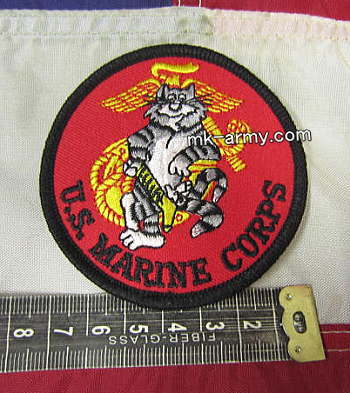 mk-army.com
U.S. MARINE CORPS
8 7 6 5 4 3 2
FIBER-GLASS